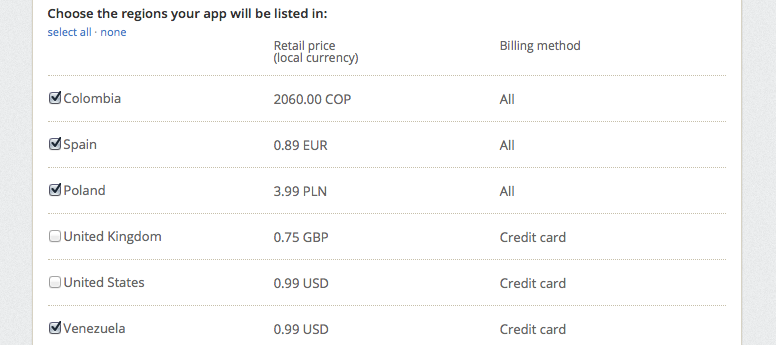 Choose the regions your app will be listed in:
select all · none
Retail price Billing method
(local currency)
Colombia 2060.00 COP All
Spain 0.89 EUR All
Poland 3.99 PLN All
United Kingdom 0.75 GBP Credit card
United States 0.99 USD Credit card
Venezuela 0.99 USD Credit card